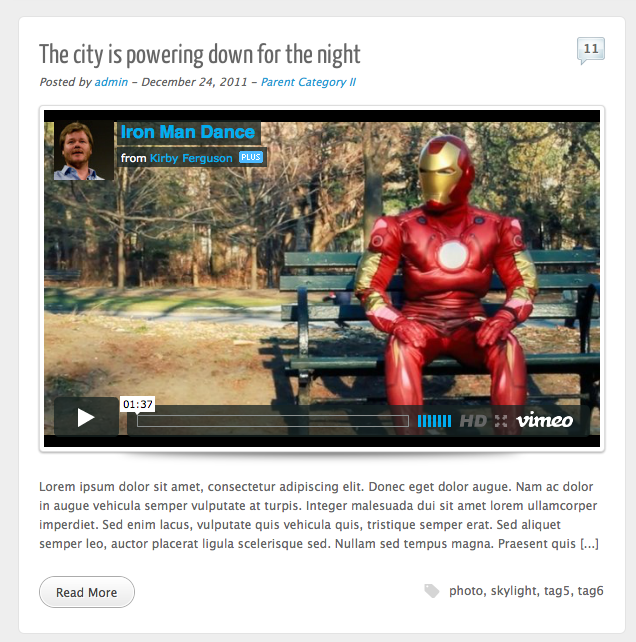 The city is powering down for the night
11
Posted by admin – December 24, 2011 – Parent Category II
Iron Man Dance
from Kirby Ferguson PLUS
01:37
HD vimeo
Lorem ipsum dolor sit amet, consectetur adipiscing elit. Donec eget dolor augue. Nam ac dolor
in augue vehicula semper vulputate at turpis. Integer malesuada dui sit amet lorem ullamcorper
imperdiet. Sed enim lacus, vulputate quis vehicula quis, tristique semper erat. Sed aliquet
semper leo, auctor placerat ligula scelerisque sed. Nullam sed tempus magna. Praesent quis [...]
Read More
photo, skylight, tag5, tag6